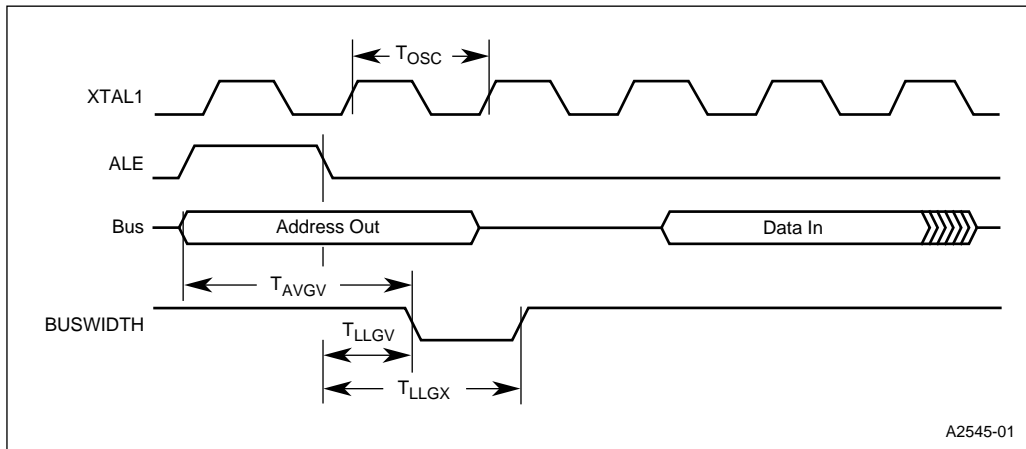 TOSC
XTAL1
ALE
Bus
Address Out
Data In
TAVGV
BUSWIDTH
TLLGV
TLLGX
A2545-01